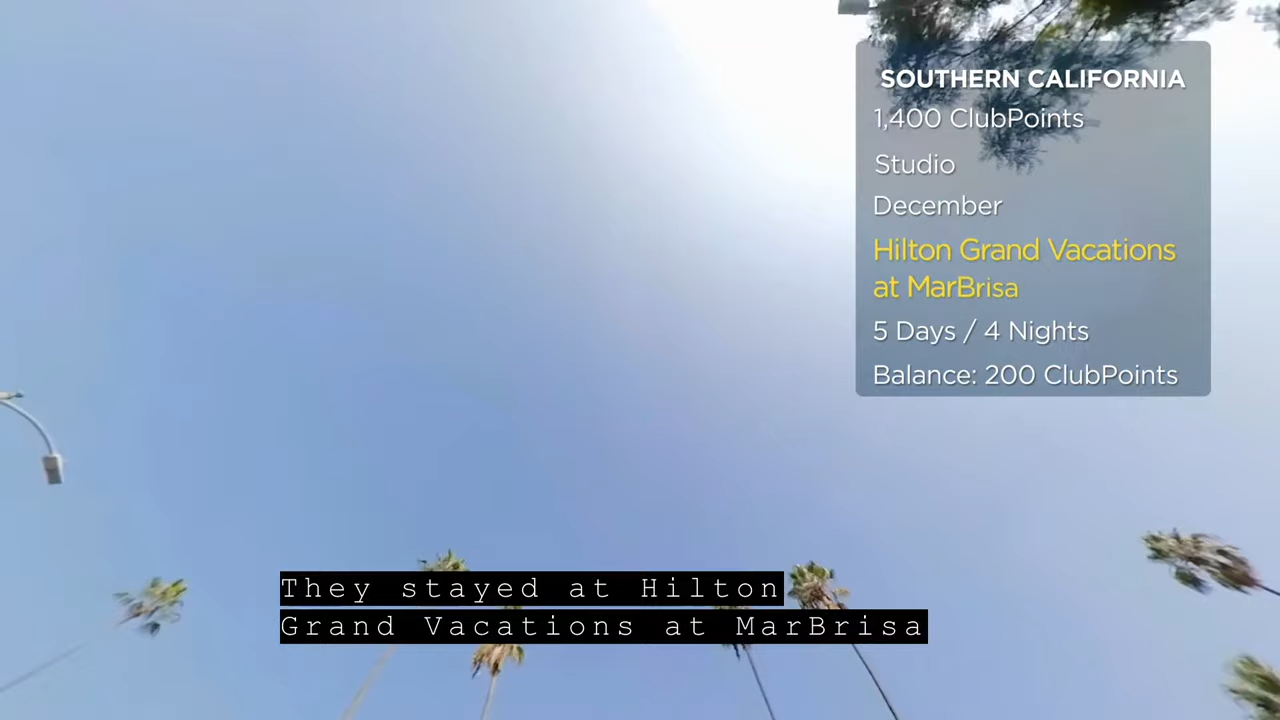 SOUTHERN CALIFORNIA
1,400 ClubPoints
Studio
December
Hilton Grand Vacations
at MarBrisa
5 Days / 4 Nights
Balance: 200 ClubPoints
They stayed at Hilton
Grand Vacations at MarBrisa